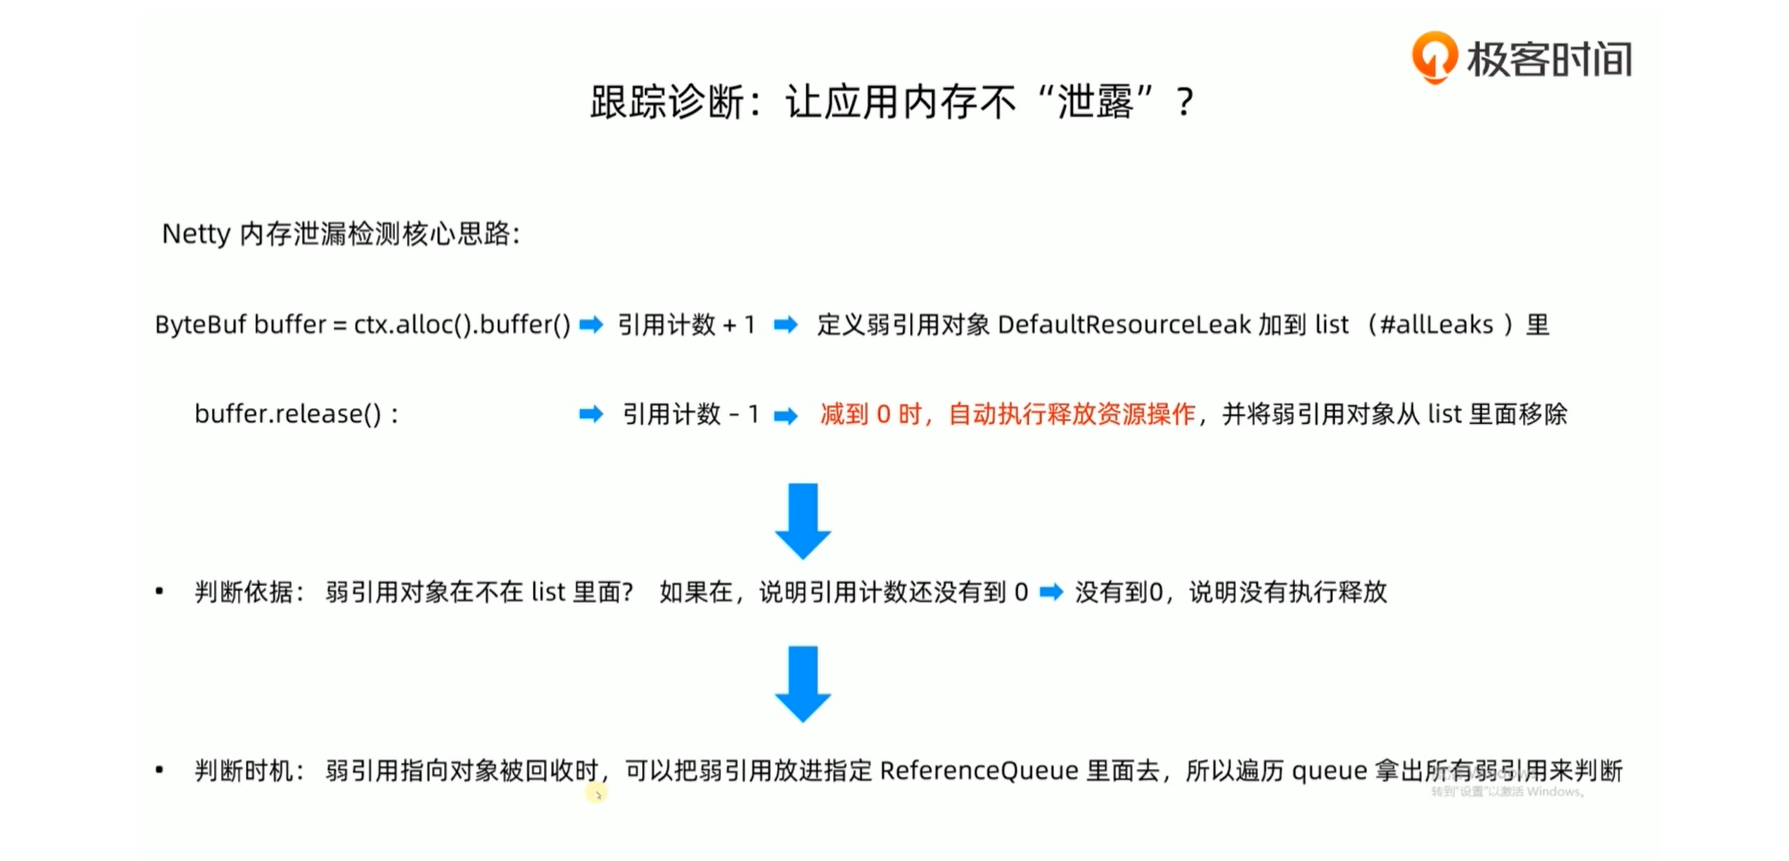 极客时间
跟踪诊断：让应用内存不“泄露”？
Netty 内存泄漏检测核心思路：
ByteBuf buffer = ctx.alloc().buffer() ➡ 引用计数 + 1 ➡ 定义弱引用对象 DefaultResourceLeak 加到 list （#allLeaks ）里
buffer.release() : ➡ 引用计数 – 1 ➡ 减到 0 时，自动执行释放资源操作，并将弱引用对象从 list 里面移除
• 判断依据： 弱引用对象在不在 list 里面? 如果在，说明引用计数还没有到 0 ➡ 没有到0，说明没有执行释放
• 判断时机： 弱引用指向对象被回收时，可以把弱引用放进指定 ReferenceQueue 里面去，所以遍历 queue 拿出所有弱引用来判断
转到"设置"以激活 Windows。